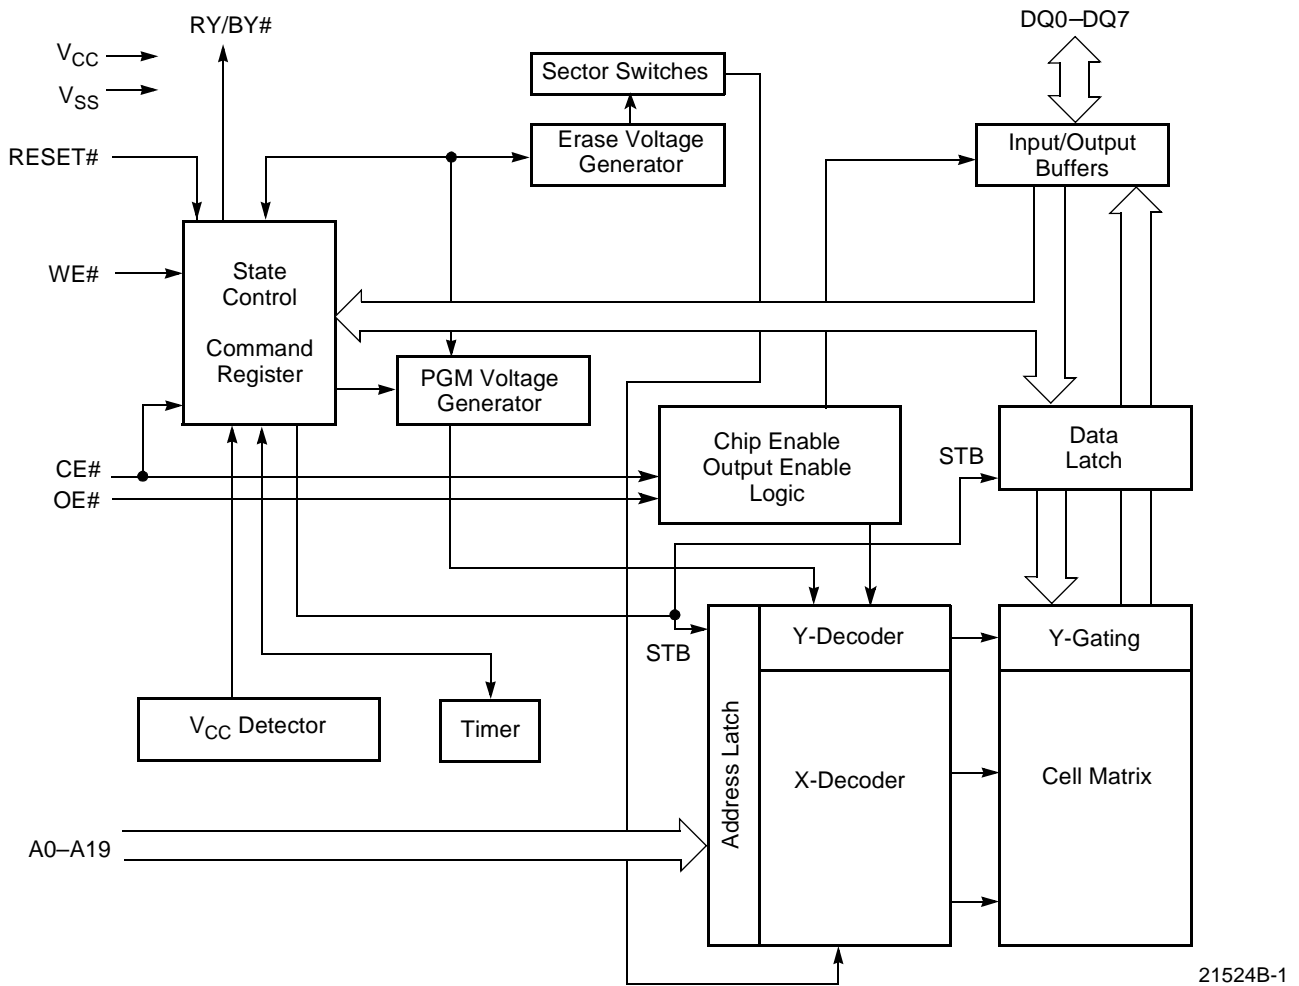 RY/BY#
DQ0–DQ7
VCC
VSS
Sector Switches
Erase Voltage
Generator
Input/Output
Buffers
RESET#
WE#
State
Control
Command
Register
PGM Voltage
Generator
Chip Enable
Output Enable
Logic
STB
Data
Latch
CE#
OE#
STB
Y-Decoder
Y-Gating
VCC Detector
Timer
Address Latch
X-Decoder
Cell Matrix
A0–A19
21524B-1